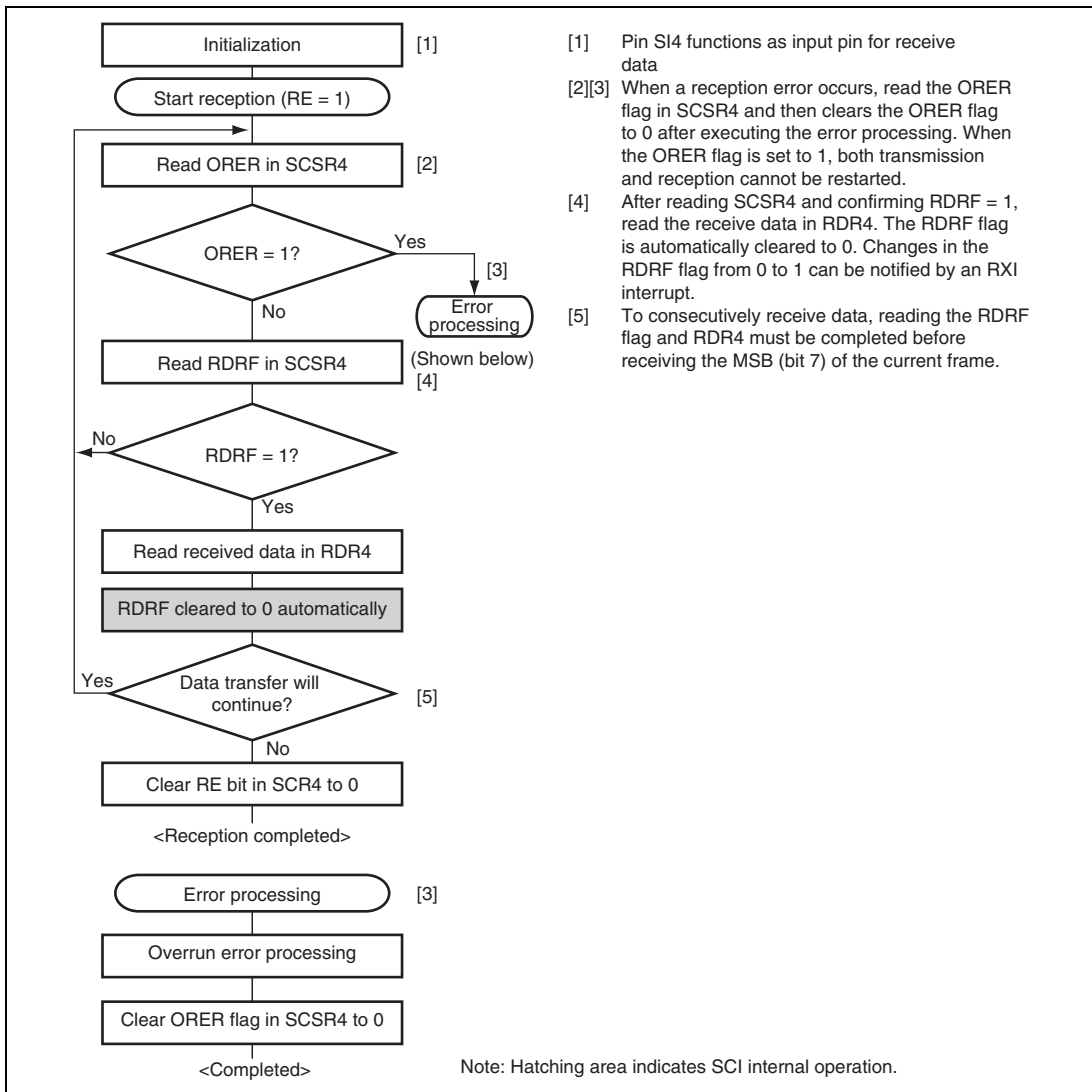 Initialization
[1]
Start reception (RE = 1)
Read ORER in SCSR4
[2]
ORER = 1?
Yes
[3]
Error
processing
(Shown below)
No
Read RDRF in SCSR4
[4]
No
RDRF = 1?
Yes
Read received data in RDR4
RDRF cleared to 0 automatically
Yes
Data transfer will
continue?
[5]
No
Clear RE bit in SCR4 to 0
<Reception completed>
Error processing
[3]
Overrun error processing
Clear ORER flag in SCSR4 to 0
<Completed>
[1] Pin SI4 functions as input pin for receive
data
[2][3] When a reception error occurs, read the ORER
flag in SCSR4 and then clears the ORER flag
to 0 after executing the error processing. When
the ORER flag is set to 1, both transmission
and reception cannot be restarted.
[4] After reading SCSR4 and confirming RDRF = 1,
read the receive data in RDR4. The RDRF flag
is automatically cleared to 0. Changes in the
RDRF flag from 0 to 1 can be notified by an RXI
interrupt.
[5] To consecutively receive data, reading the RDRF
flag and RDR4 must be completed before
receiving the MSB (bit 7) of the current frame.
Note: Hatching area indicates SCI internal operation.